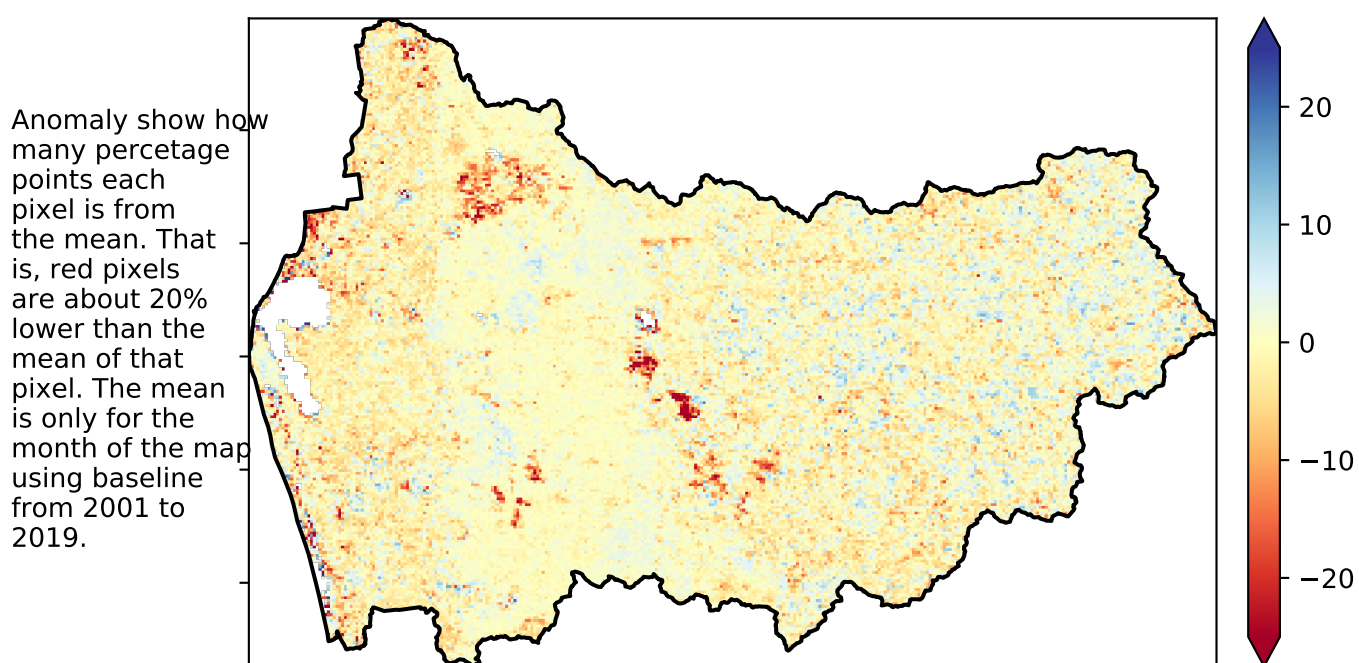 Anomaly show how
many percetage
points each
pixel is from
the mean. That
is, red pixels
are about 20%
lower than the
mean of that
pixel. The mean
is only for the
month of the map
using baseline
from 2001 to
2019.
20
10
0
−10
−20